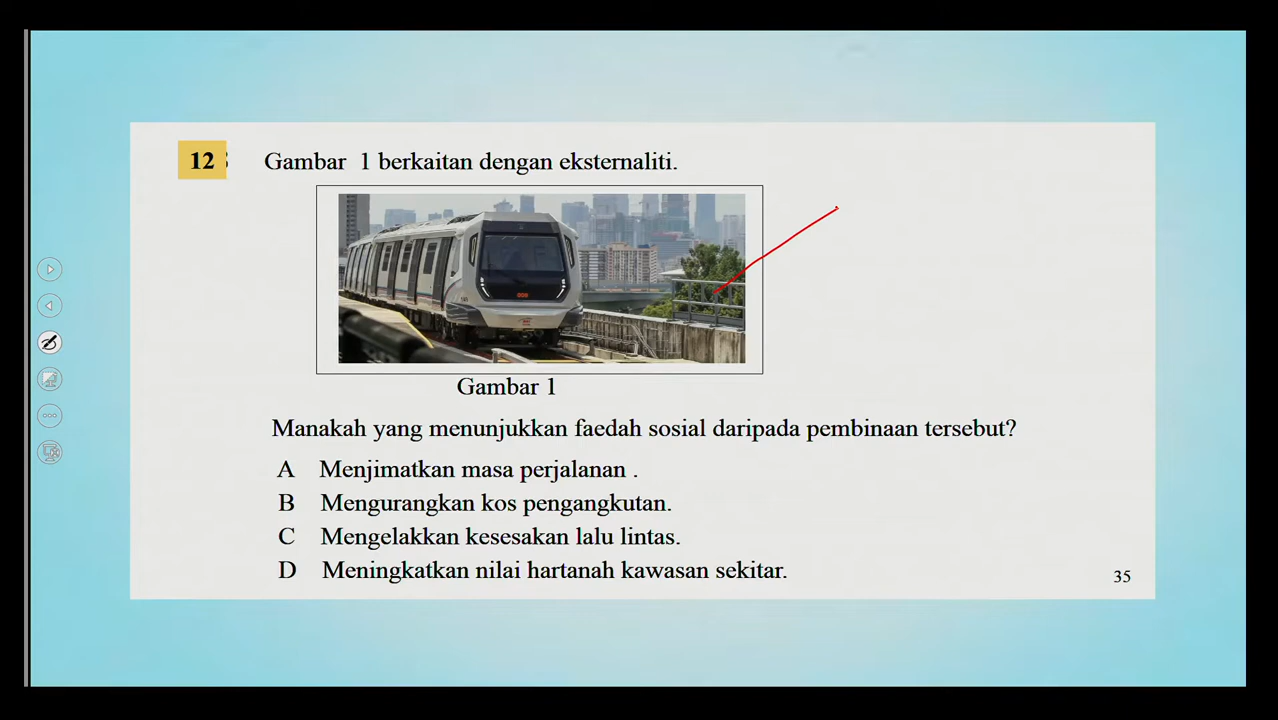 12 Gambar 1 berkaitan dengan eksternaliti.
Gambar 1
Manakah yang menunjukkan faedah sosial daripada pembinaan tersebut?
A Menjimatkan masa perjalanan .
B Mengurangkan kos pengangkutan.
C Mengelakkan kesesakan lalu lintas.
D Meningkatkan nilai hartanah kawasan sekitar.
35